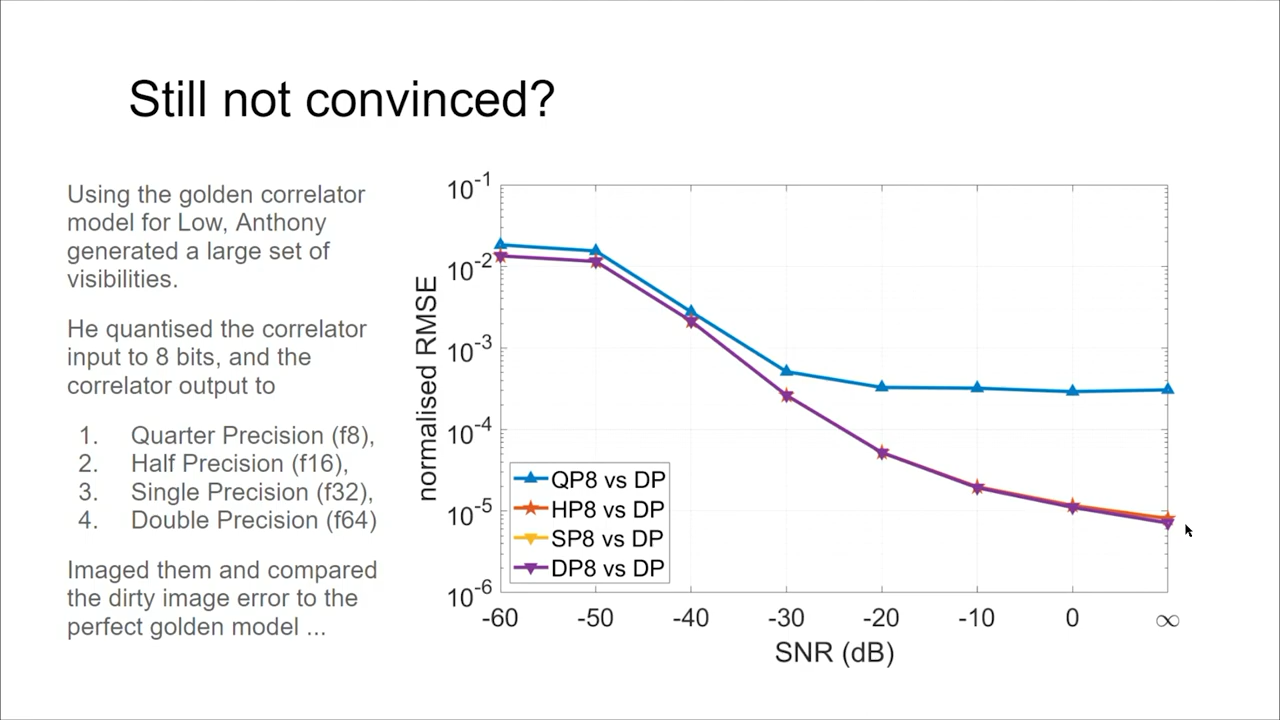 Still not convinced?
Using the golden correlator
model for Low, Anthony
generated a large set of
visibilities.
He quantised the correlator
input to 8 bits, and the
correlator output to
1. Quarter Precision (f8),
2. Half Precision (f16),
3. Single Precision (f32),
4. Double Precision (f64)
Imaged them and compared
the dirty image error to the
perfect golden model ...
normalised RMSE
10^-1
10^-2
10^-3
10^-4
10^-5
10^-6
QP8 vs DP
HP8 vs DP
SP8 vs DP
DP8 vs DP
-60 -50 -40 -30 -20 -10 0 ∞
SNR (dB)